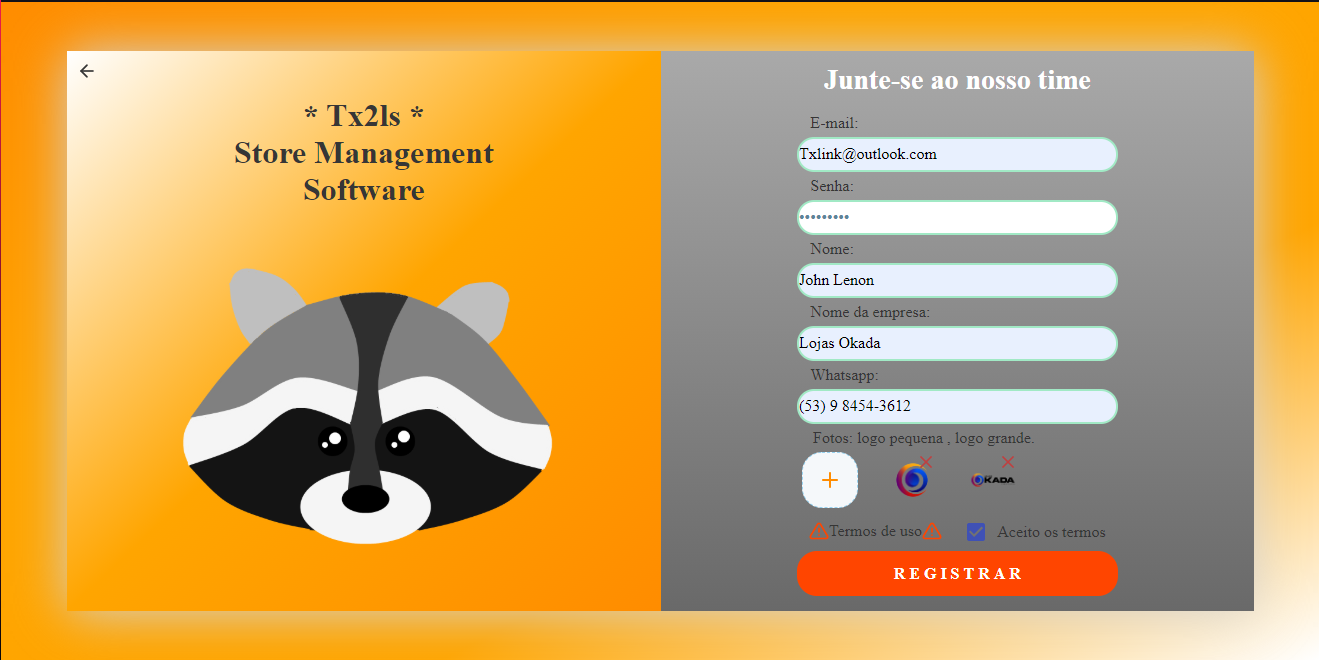 * Tx2ls *
Store Management
Software
Junte-se ao nosso time
E-mail:
Txlink@outlook.com
Senha:
•••••••••
Nome:
John Lenon
Nome da empresa:
Lojas Okada
Whatsapp:
(53) 9 8454-3612
Fotos: logo pequena , logo grande.
OKADA
Termos de uso
Aceito os termos
REGISTRAR